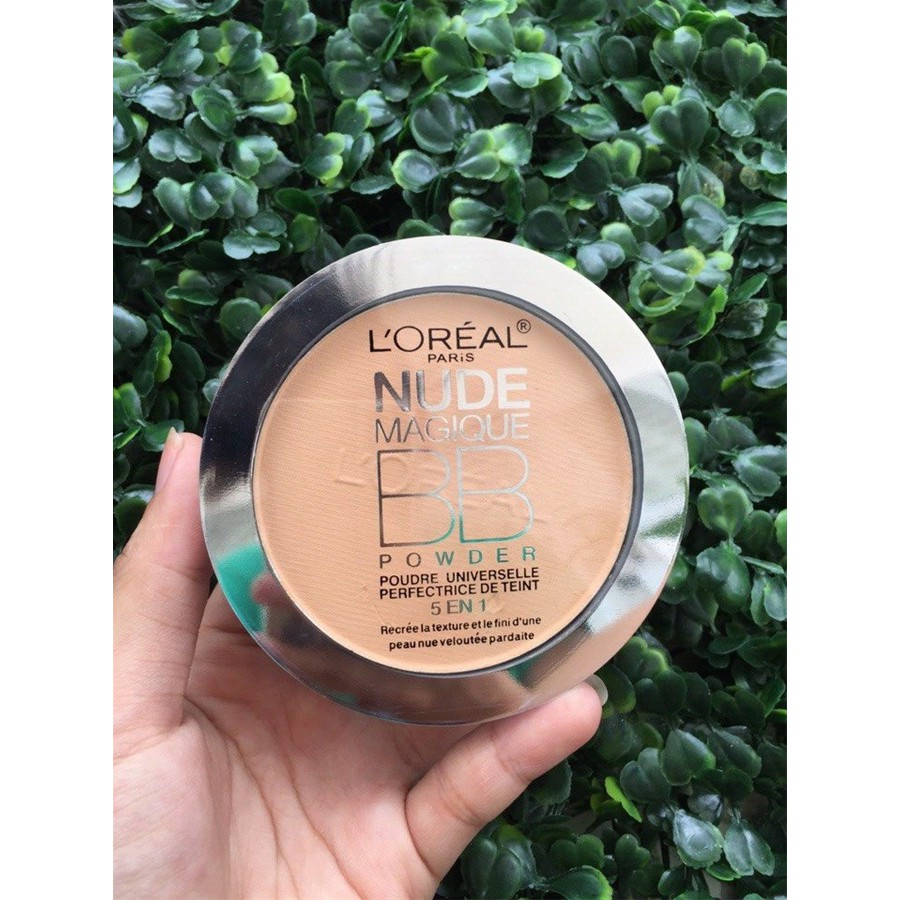 L'ORÉAL®
PARIS
NUDE
MAGIQUE
BB
POWDER
POUDRE UNIVERSELLE
PERFECTRICE DE TEINT
5 EN 1
Recrée la texture et le fini d'une
peau nue veloutée pardaite